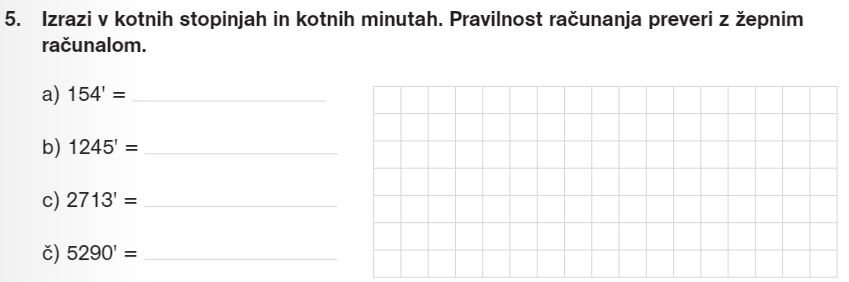 5. Izrazi v kotnih stopinjah in kotnih minutah. Pravilnost računanja preveri z žepnim
računalom.
a) 154' =
b) 1245' =
c) 2713' =
č) 5290' =